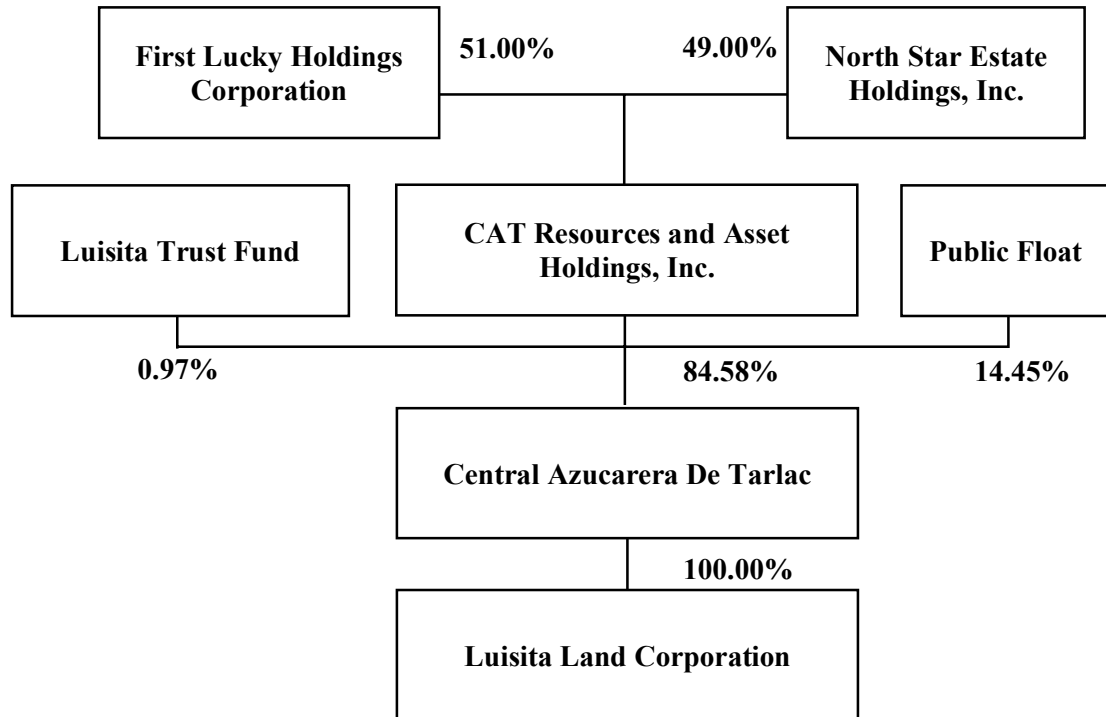 First Lucky Holdings
Corporation
51.00%
49.00%
North Star Estate
Holdings, Inc.
Luisita Trust Fund
CAT Resources and Asset
Holdings, Inc.
Public Float
0.97%
84.58%
14.45%
Central Azucarera De Tarlac
100.00%
Luisita Land Corporation